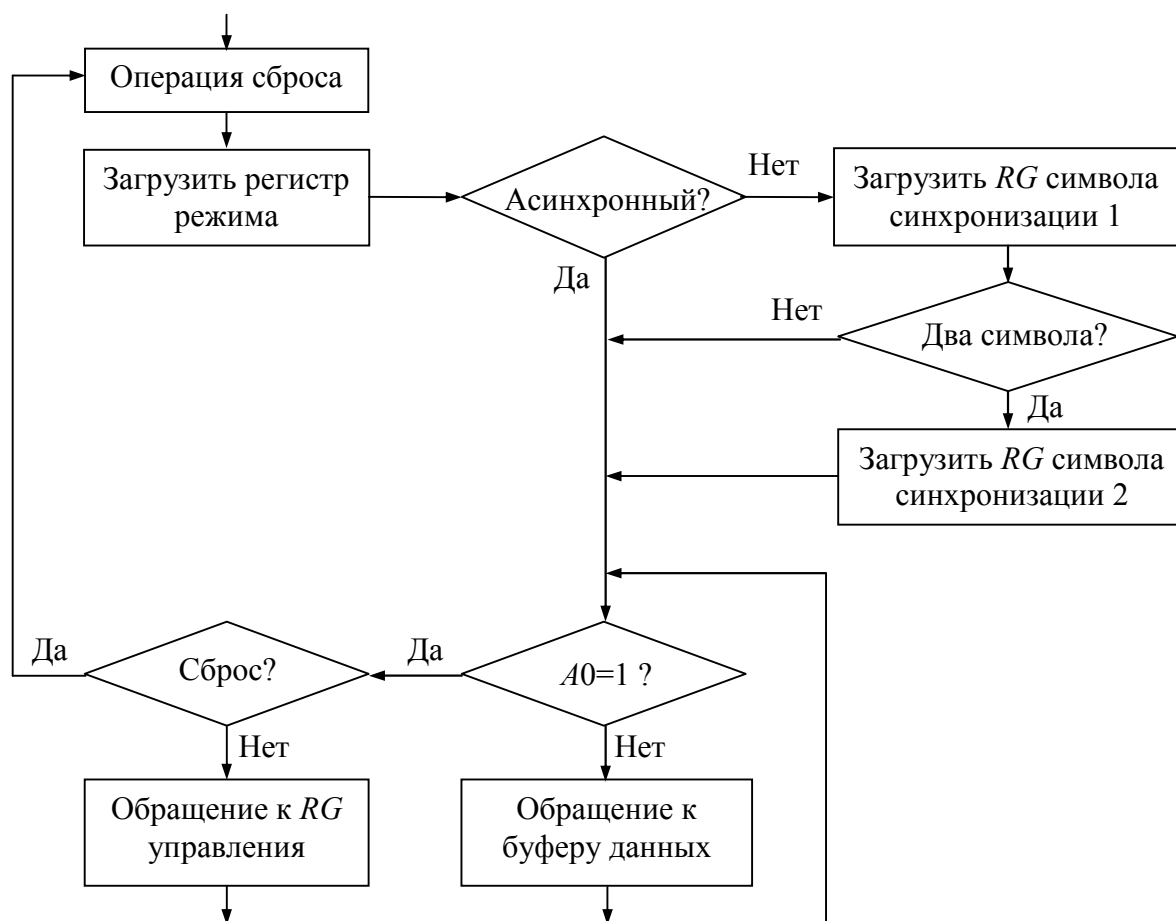 Операция сброса
Загрузить регистр
режима
Асинхронный?
Нет
Загрузить RG символа
синхронизации 1
Да
Нет
Два символа?
Да
Загрузить RG символа
синхронизации 2
Да
Сброс?
Да
A0=1 ?
Нет
Нет
Обращение к RG
управления
Обращение к
буферу данных